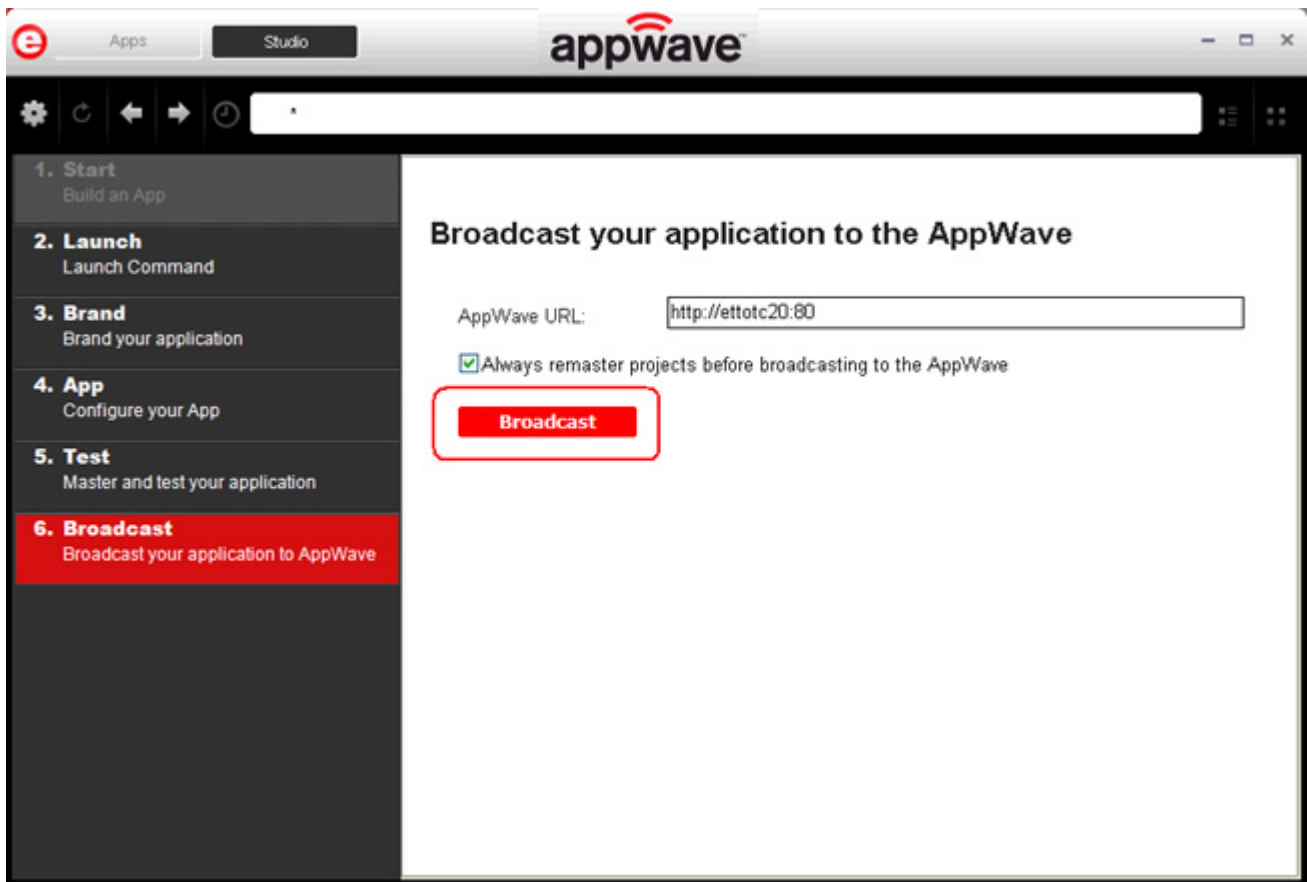 e
Apps
Studio
appwave™
*
1. Start
Build an App
2. Launch
Launch Command
3. Brand
Brand your application
4. App
Configure your App
5. Test
Master and test your application
6. Broadcast
Broadcast your application to AppWave
Broadcast your application to the AppWave
AppWave URL: http://ettotc20:80
Always remaster projects before broadcasting to the AppWave
Broadcast